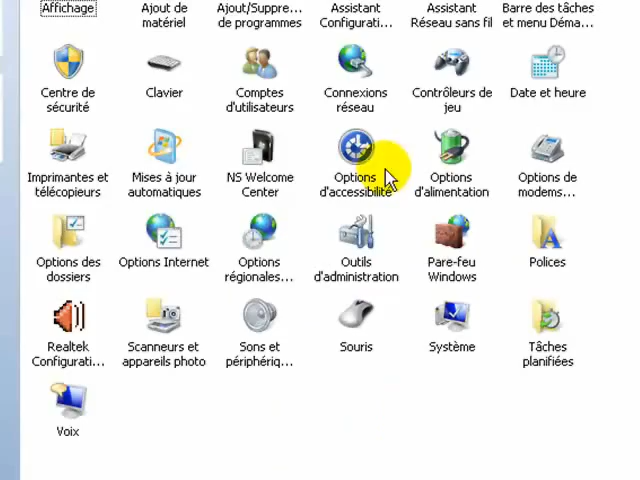 Affichage
Ajout de
matériel
Ajout/Suppre...
de programmes
Assistant
Configurati...
Assistant
Réseau sans fil
Barre des tâches
et menu Déma...
Centre de
sécurité
Clavier
Comptes
d'utilisateurs
Connexions
réseau
Contrôleurs de
jeu
Date et heure
Imprimantes et
télécopieurs
Mises à jour
automatiques
NS Welcome
Center
Options
d'accessibilité
Options
d'alimentation
Options de
modems...
Options des
dossiers
Options Internet
Options
régionales...
Outils
d'administration
Pare-feu
Windows
Polices
Realtek
Configurati...
Scanneurs et
appareils photo
Sons et
périphériq...
Souris
Système
Tâches
planifiées
Voix